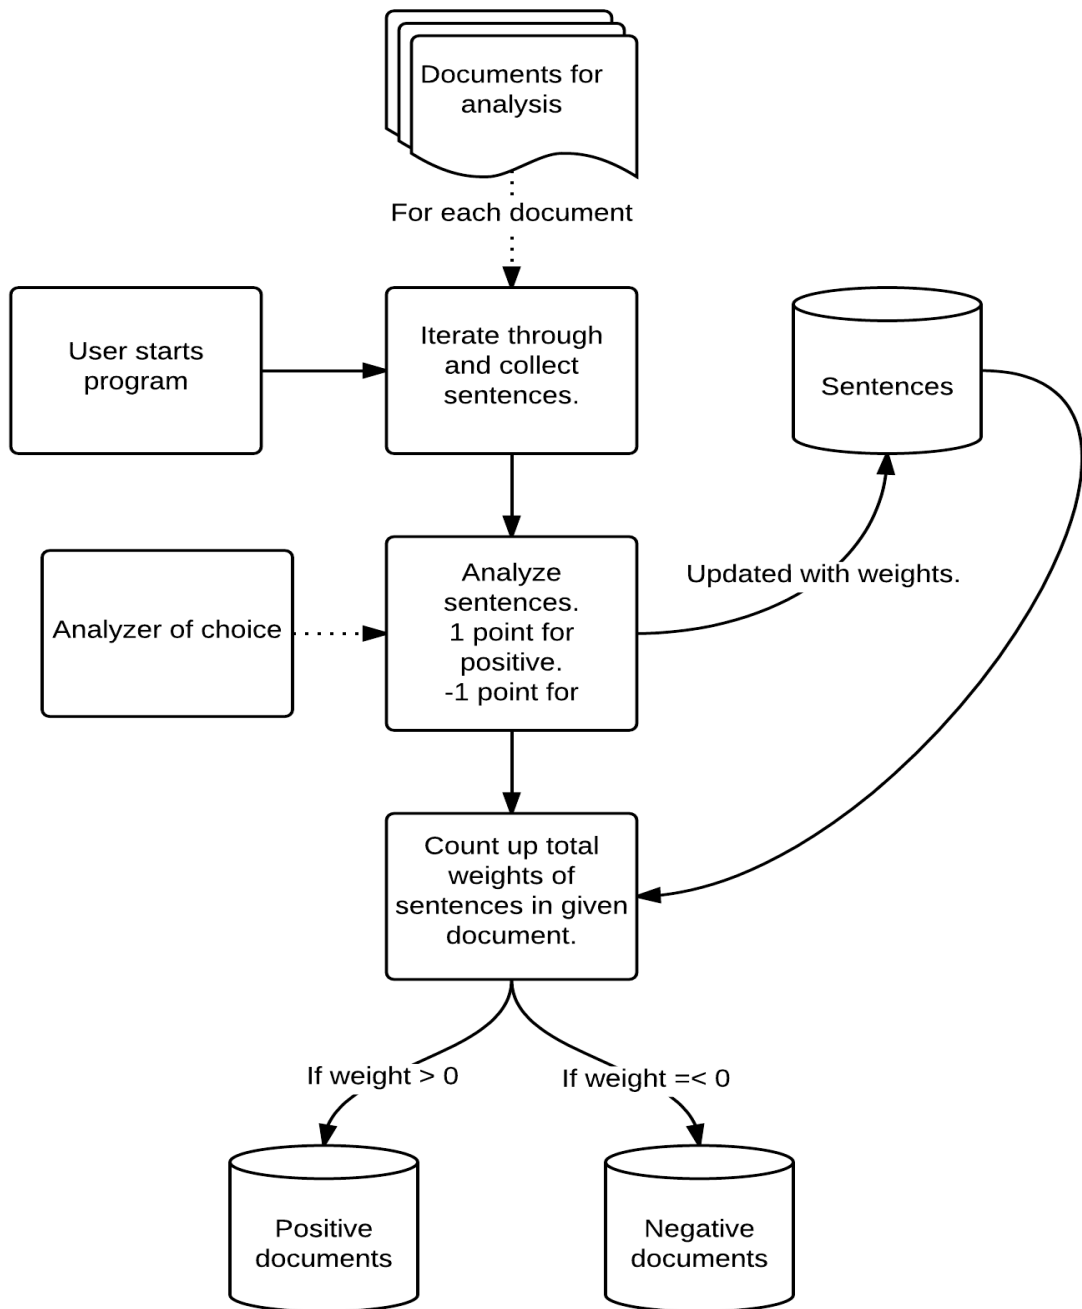 Documents for
analysis
For each document
User starts
program
Iterate through
and collect
sentences.
Sentences
Analyzer of choice
Analyze
sentences.
1 point for
positive.
-1 point for
Updated with weights.
Count up total
weights of
sentences in given
document.
If weight > 0
If weight =< 0
Positive
documents
Negative
documents